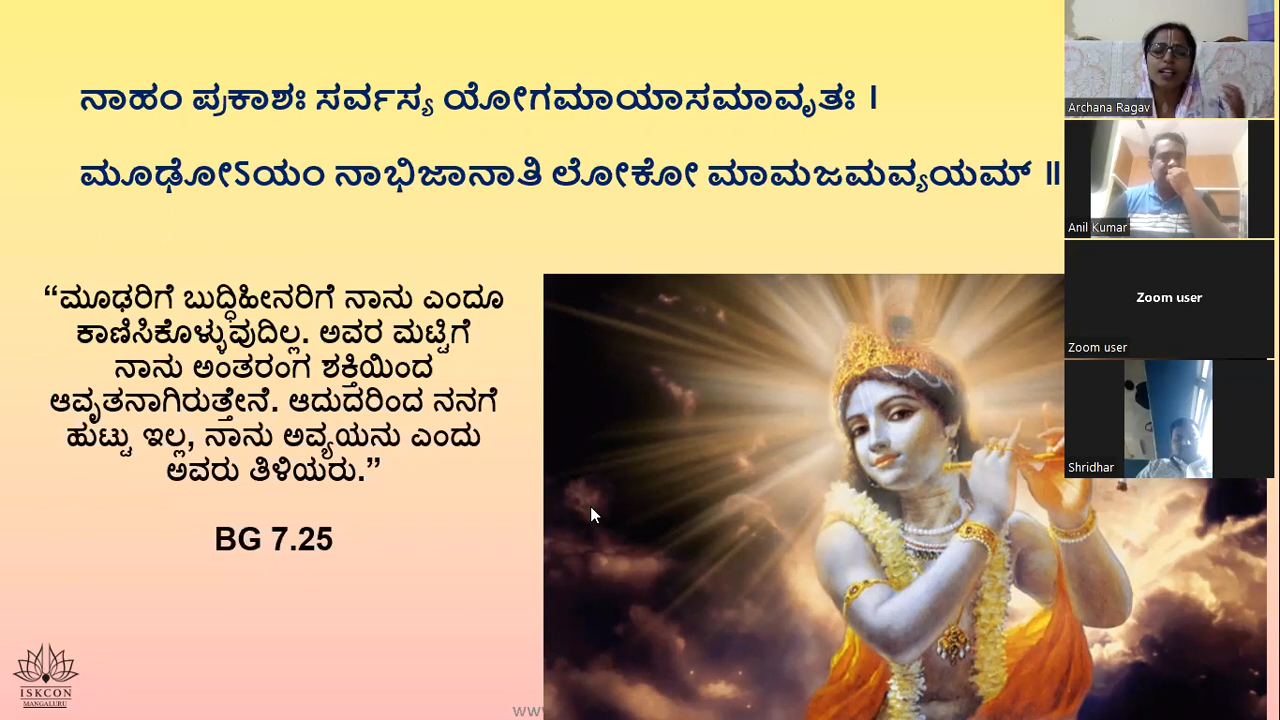 ನಾಹಂ ಪ್ರಕಾಶಃ ಸರ್ವಸ್ಯ ಯೋಗಮಾಯಾಸಮಾವೃತಃ ।
ಮೂಢೋಽಯಂ ನಾಭಿಜಾನಾತಿ ಲೋಕೋ ಮಾಮಜಮವ್ಯಯಮ್ ॥
“ಮೂಢರಿಗೆ ಬುದ್ಧಿಹೀನರಿಗೆ ನಾನು ಎಂದೂ
ಕಾಣಿಸಿಕೊಳ್ಳುವುದಿಲ್ಲ. ಅವರ ಮಟ್ಟಿಗೆ
ನಾನು ಅಂತರಂಗ ಶಕ್ತಿಯಿಂದ
ಆವೃತನಾಗಿರುತ್ತೇನೆ. ಆದುದರಿಂದ ನನಗೆ
ಹುಟ್ಟು ಇಲ್ಲ, ನಾನು ಅವ್ಯಯನು ಎಂದು
ಅವರು ತಿಳಿಯರು.”
BG 7.25
ISKCON
MANGALURU
Archana Ragav
Anil Kumar
Zoom user
Zoom user
Shridhar